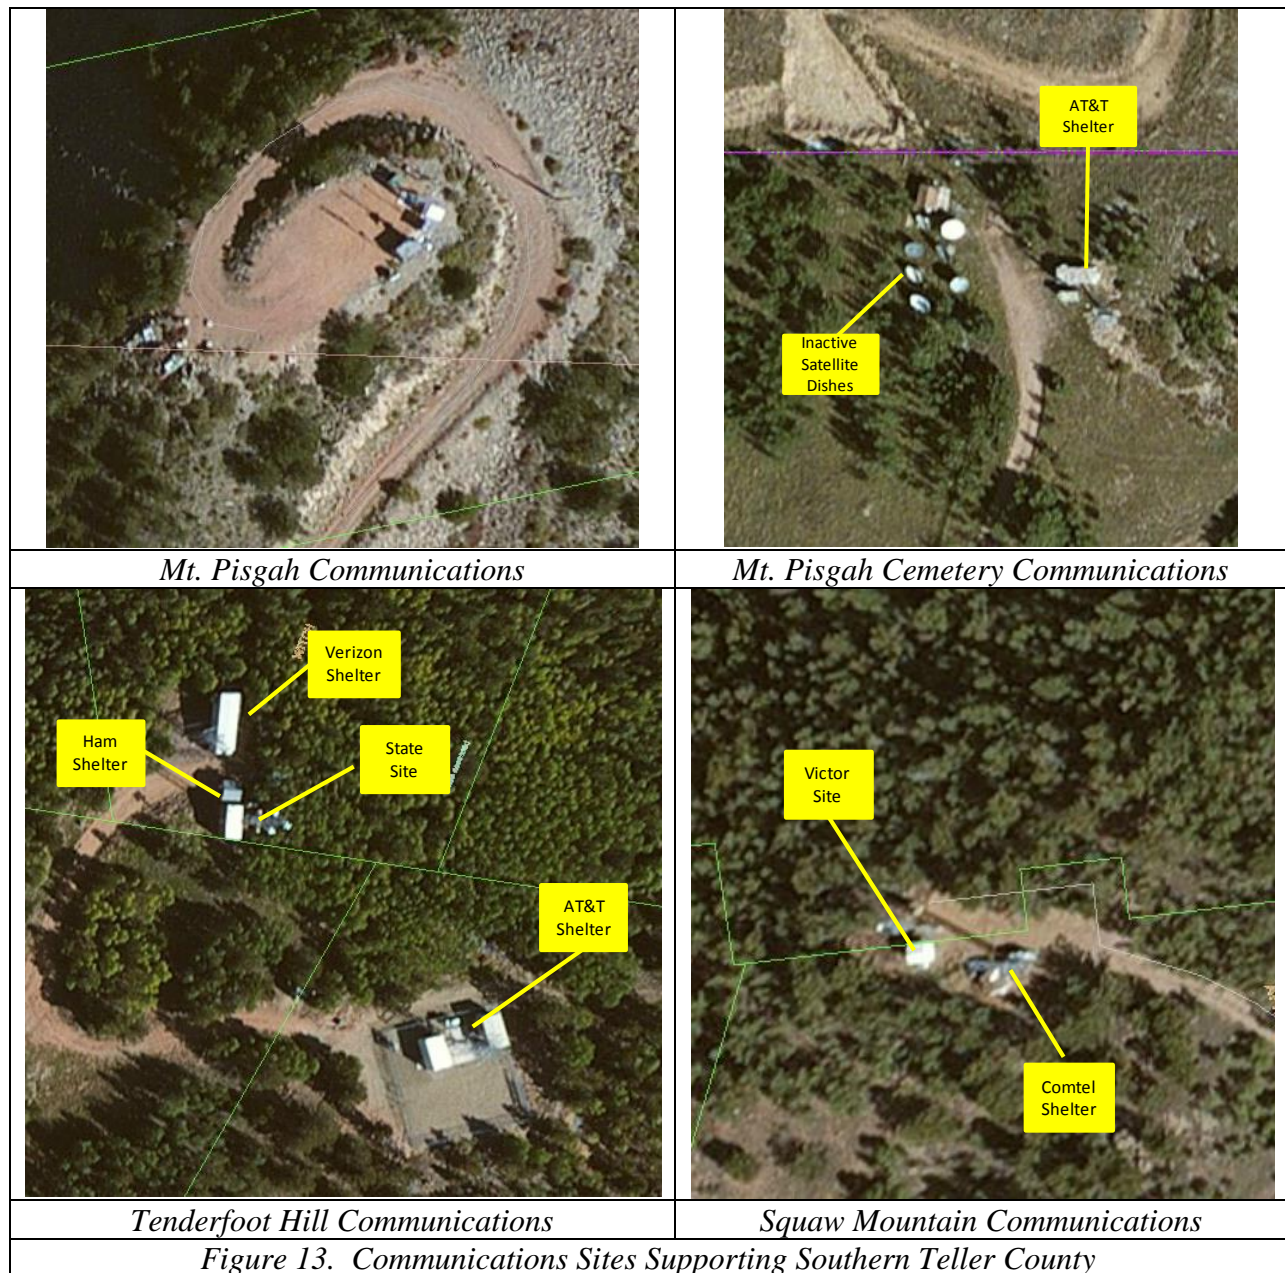 AT&T
Shelter
Inactive
Satellite
Dishes
Mt. Pisgah Communications
Mt. Pisgah Cemetery Communications
Verizon
Shelter
Ham
Shelter
State
Site
AT&T
Shelter
Victor
Site
Comtel
Shelter
Tenderfoot Hill Communications
Squaw Mountain Communications
Figure 13. Communications Sites Supporting Southern Teller County